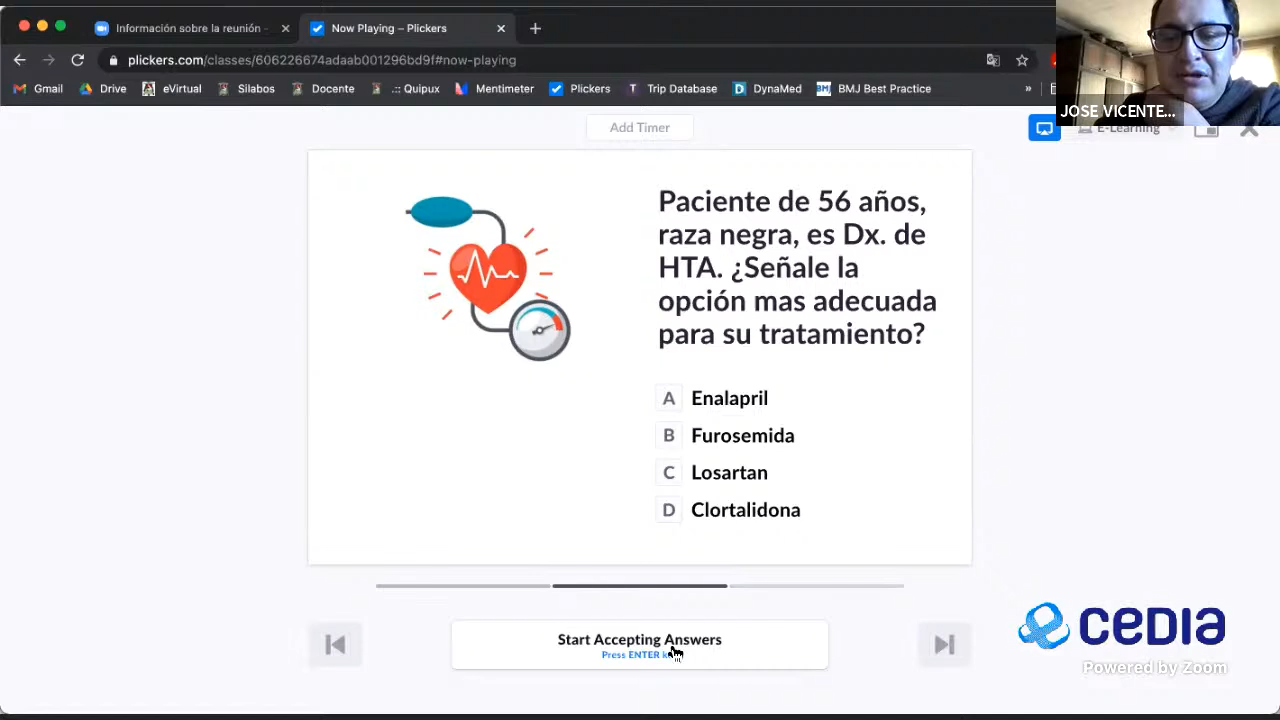 Información sobre la reunión
Now Playing – Plickers
plickers.com/classes/606226674adaab001296bd9f#now-playing
Gmail
Drive
eVirtual
Silabos
Docente
.:: Quipux
Mentimeter
Plickers
Trip Database
DynaMed
BMJ Best Practice
»
JOSE VICENTE...
Add Timer
E-Learning
Paciente de 56 años,
raza negra, es Dx. de
HTA. ¿Señale la
opción mas adecuada
para su tratamiento?
A Enalapril
B Furosemida
C Losartan
D Clortalidona
Start Accepting Answers
Press ENTER
cedia
Powered by Zoom